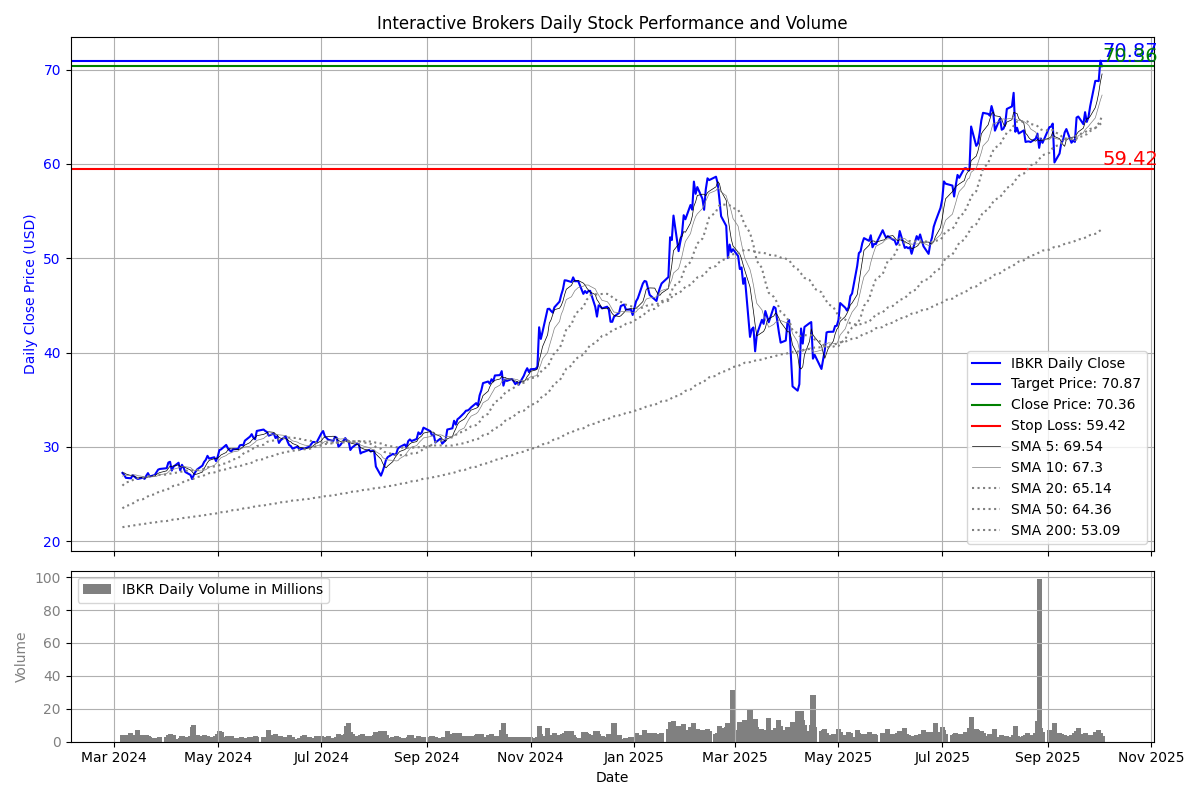 Interactive Brokers Daily Stock Performance and Volume
70.87
70.36
59.42
Daily Close Price (USD)
70
60
50
40
30
20
IBKR Daily Close
Target Price: 70.87
Close Price: 70.36
Stop Loss: 59.42
SMA 5: 69.54
SMA 10: 67.3
SMA 20: 65.14
SMA 50: 64.36
SMA 200: 53.09
IBKR Daily Volume in Millions
Volume
100
80
60
40
20
0
Mar 2024 May 2024 Jul 2024 Sep 2024 Nov 2024 Jan 2025 Mar 2025 May 2025 Jul 2025 Sep 2025 Nov 2025
Date